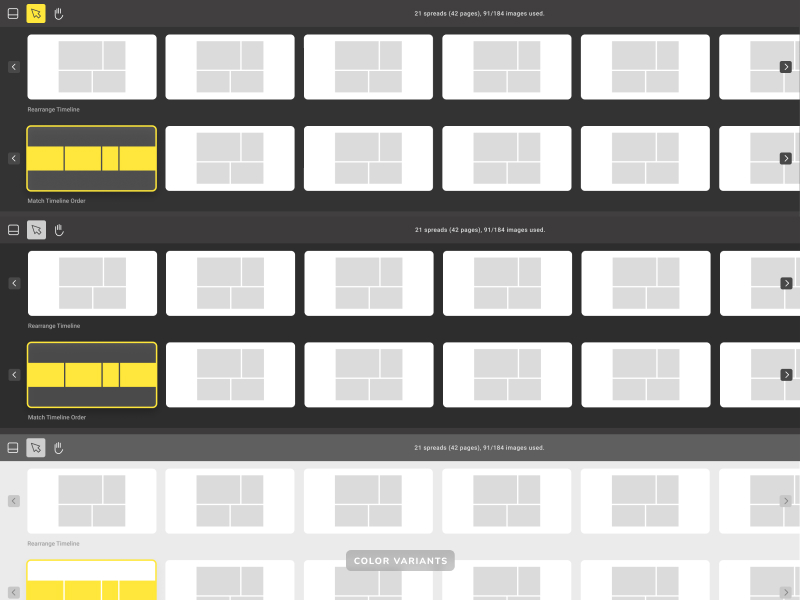 21 spreads (42 pages), 91/184 images used.
Rearrange Timeline
Match Timeline Order
21 spreads (42 pages), 91/184 images used.
Rearrange Timeline
Match Timeline Order
21 spreads (42 pages), 91/184 images used.
Rearrange Timeline
COLOR VARIANTS